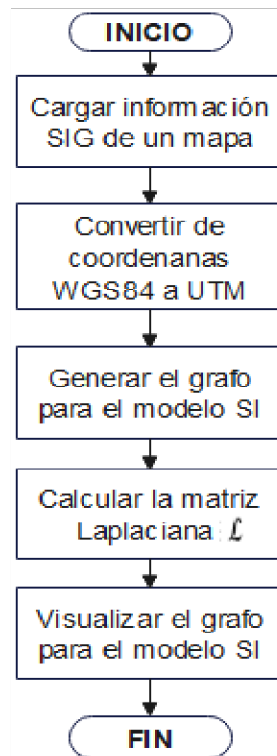 INICIO
Cargar información
SIG de un mapa
Convertir de
coordenanas
WGS84 a UTM
Generar el grafo
para el modelo SI
Calcular la matriz
Laplaciana ℒ
Visualizar el grafo
para el modelo SI
FIN